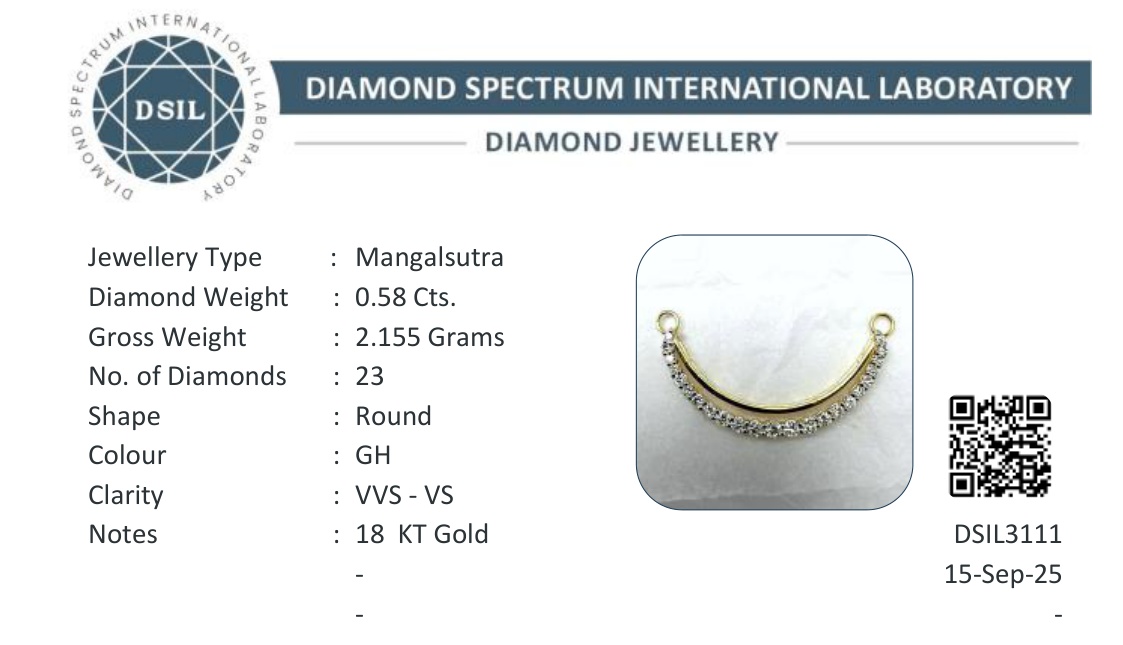 DIAMOND SPECTRUM INTERNATIONAL LABORATORY
DSIL
DIAMOND SPECTRUM INTERNATIONAL LABORATORY
DIAMOND JEWELLERY
Jewellery Type : Mangalsutra
Diamond Weight : 0.58 Cts.
Gross Weight : 2.155 Grams
No. of Diamonds : 23
Shape : Round
Colour : GH
Clarity : VVS - VS
Notes : 18 KT Gold
-
-
DSIL3111
15-Sep-25
-